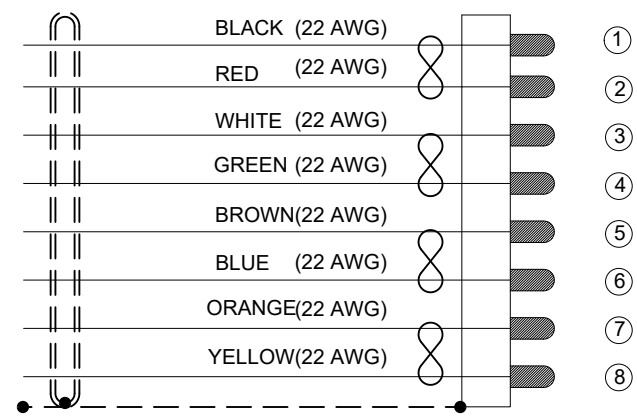 BLACK (22 AWG) 1
RED (22 AWG) 2
WHITE (22 AWG) 3
GREEN (22 AWG) 4
BROWN(22 AWG) 5
BLUE (22 AWG) 6
ORANGE(22 AWG) 7
YELLOW(22 AWG) 8